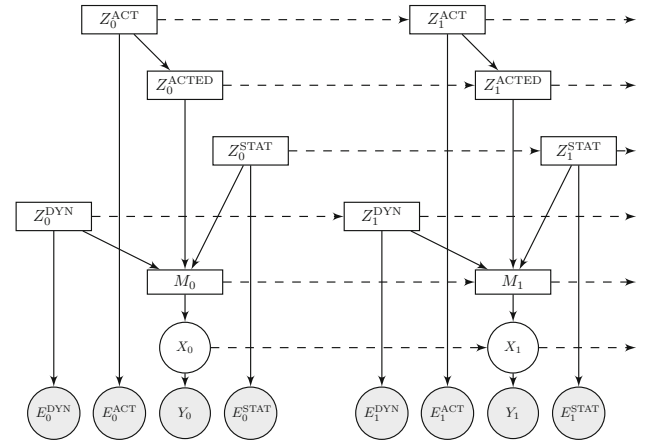 Z_0^ACT Z_1^ACT
Z_0^ACTED Z_1^ACTED
Z_0^STAT Z_1^STAT
Z_0^DYN Z_1^DYN
M_0 M_1
X_0 X_1
E_0^DYN E_0^ACT Y_0 E_0^STAT E_1^DYN E_1^ACT Y_1 E_1^STAT